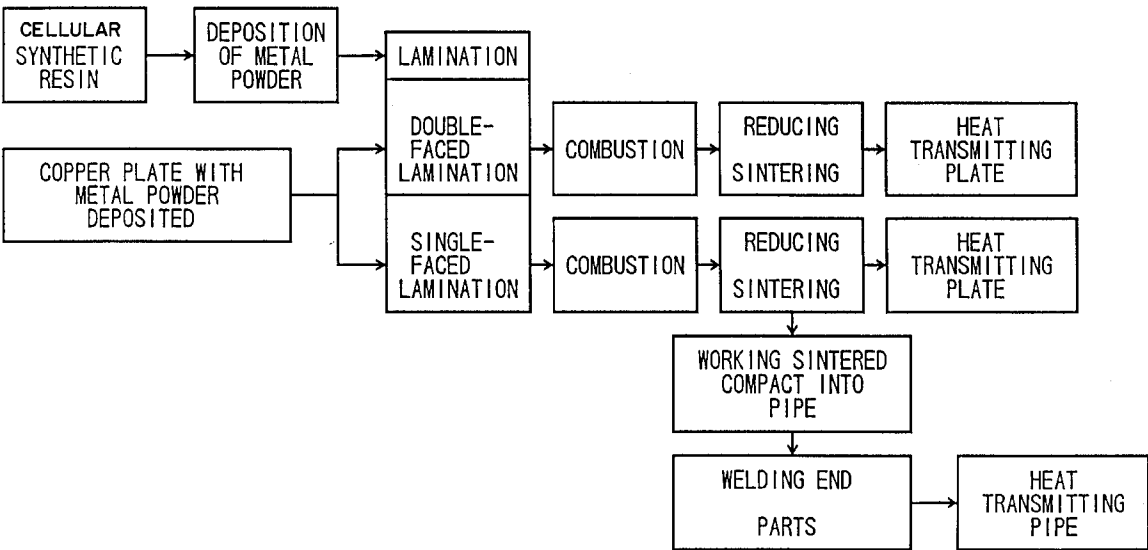 CELLULAR
SYNTHETIC
RESIN
DEPOSITION
OF METAL
POWDER
LAMINATION
DOUBLE-
FACED
LAMINATION
COMBUSTION
REDUCING
SINTERING
HEAT
TRANSMITTING
PLATE
COPPER PLATE WITH
METAL POWDER
DEPOSITED
SINGLE-
FACED
LAMINATION
COMBUSTION
REDUCING
SINTERING
HEAT
TRANSMITTING
PLATE
WORKING SINTERED
COMPACT INTO
PIPE
WELDING END
PARTS
HEAT
TRANSMITTING
PIPE